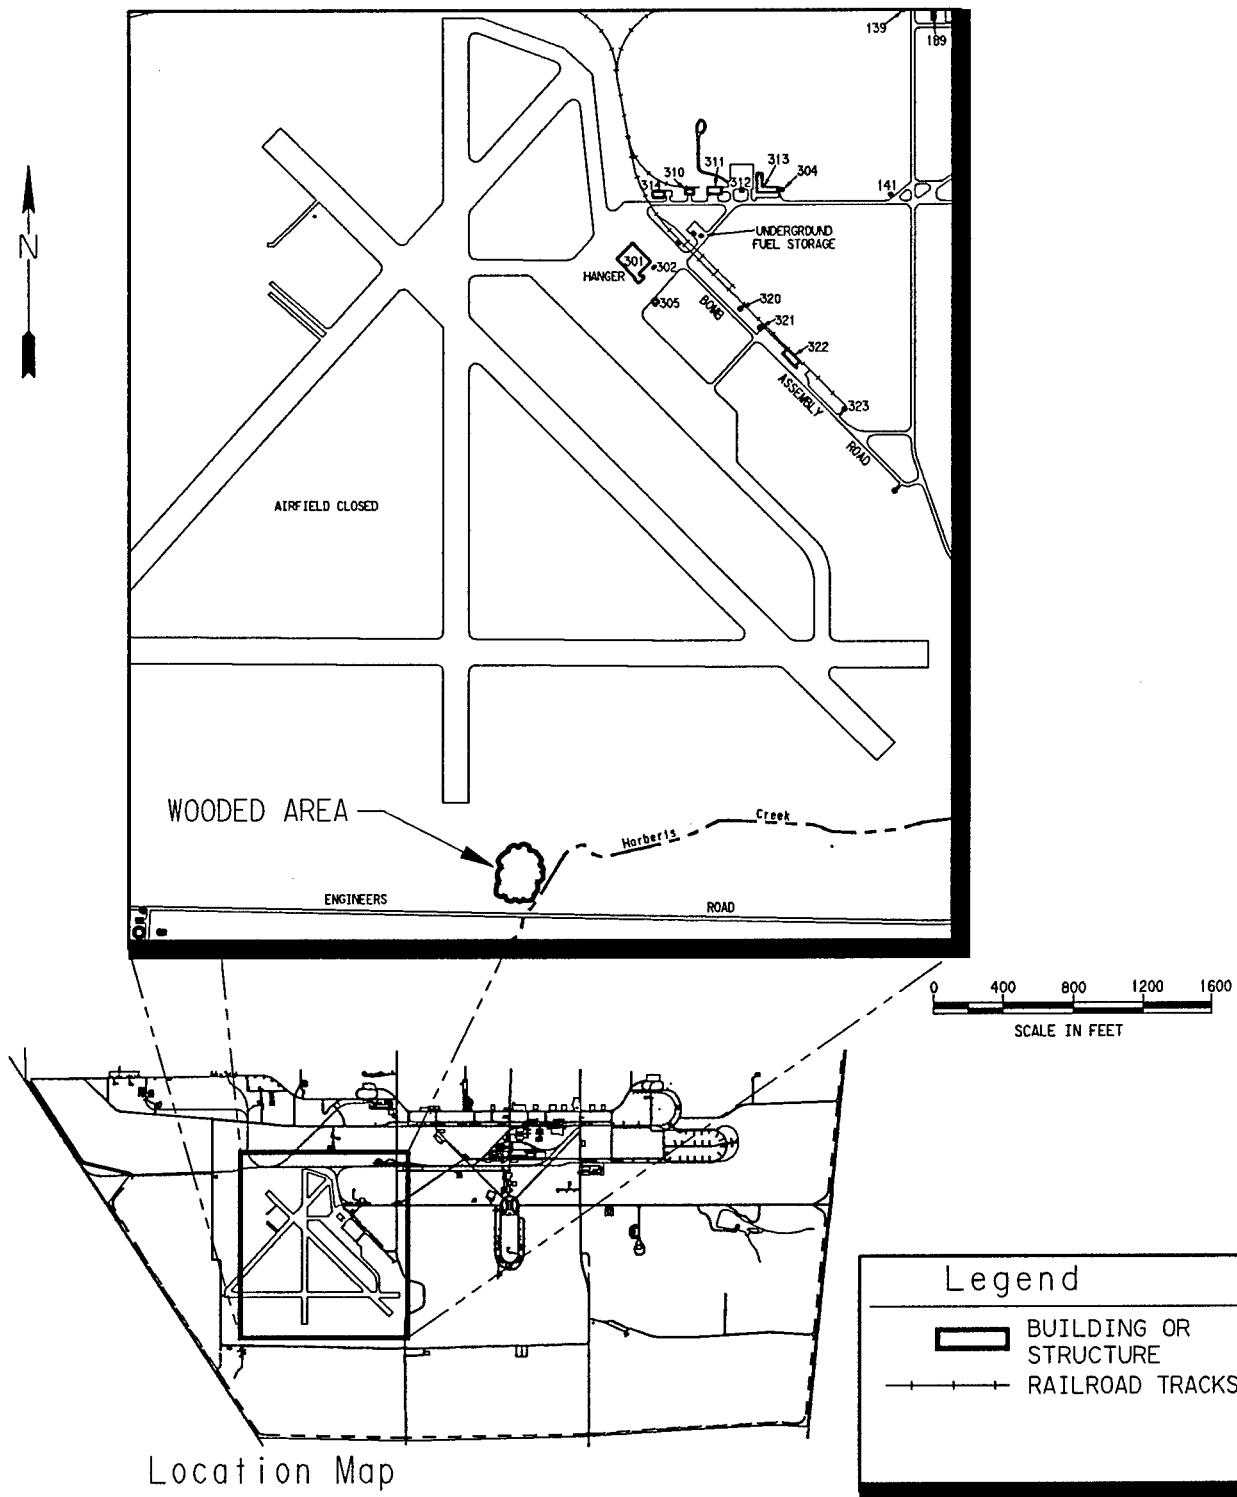 139
189
311
313
310
304
314
312
141
N
UNDERGROUND
FUEL STORAGE
301
302
HANGER
305
320
BOMB
321
322
ASSEMBLY
323
ROAD
AIRFIELD CLOSED
WOODED AREA
Creek
Harberts
ENGINEERS
ROAD
0 400 800 1200 1600
SCALE IN FEET
Legend
BUILDING OR
STRUCTURE
RAILROAD TRACKS
Location Map